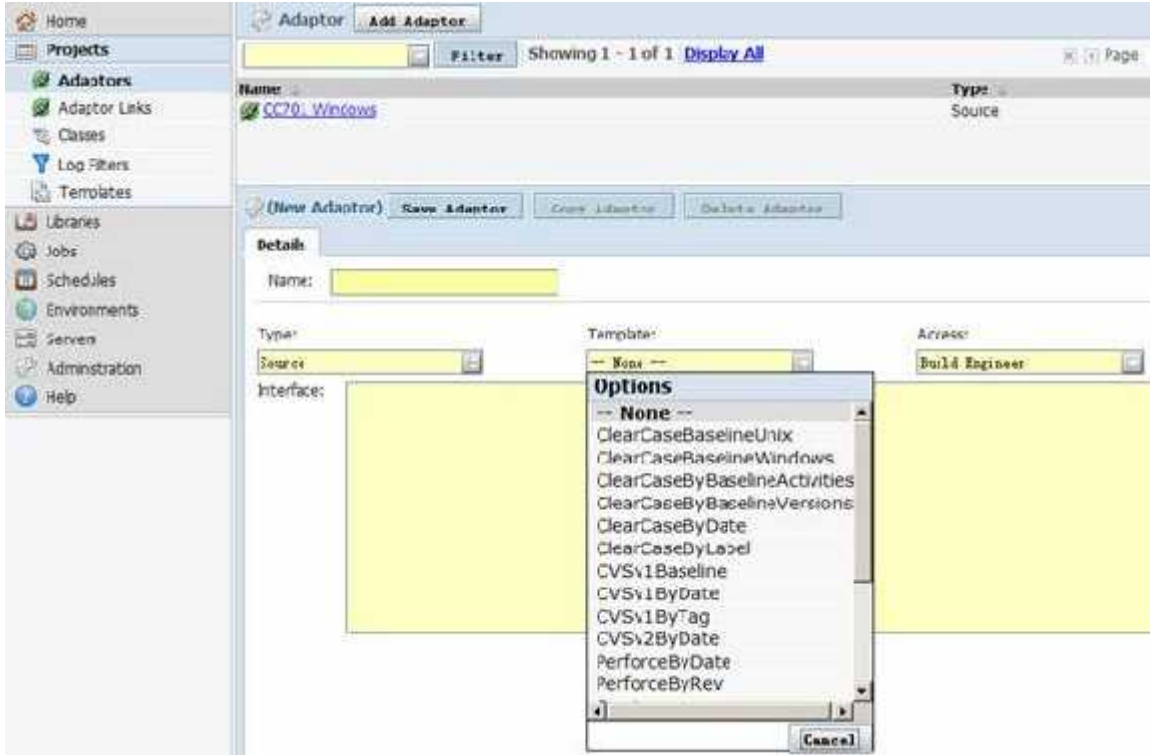 Home
Projects
Adaptors
Adaptor Links
Classes
Log Filters
Templates
Libraries
Jobs
Schedules
Environments
Servers
Administration
Help
Adaptor Add Adaptor
Filter Showing 1 - 1 of 1 Display All Page
Name Type
CC701 Windows Source
(New Adaptor) Save Adaptor Copy Adaptor Delete Adaptor
Details
Name:
Type: Template: Access:
Source -- None -- Build Engineer
Interface:
Options
-- None --
ClearCaseBaselineUnix
ClearCaseBaselineWindows
ClearCaseByBaselineActivities
ClearCaseByBaselineVersions
ClearCaseByDate
ClearCaseByLabel
CVSv1Baseline
CVSv1ByDate
CVSv1ByTag
CVSv2ByDate
PerforceByDate
PerforceByRev
Cancel